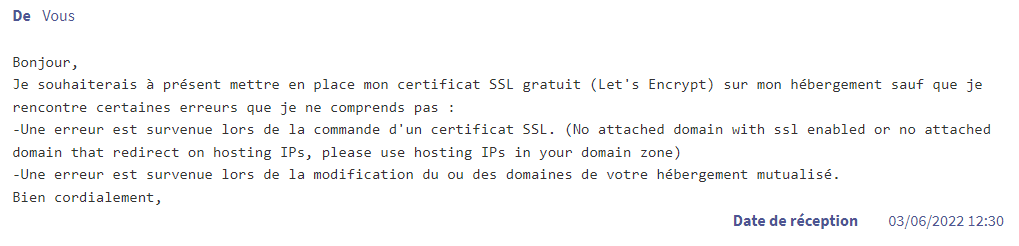 De Vous
Bonjour,
Je souhaiterais à présent mettre en place mon certificat SSL gratuit (Let's Encrypt) sur mon hébergement sauf que je
rencontre certaines erreurs que je ne comprends pas :
-Une erreur est survenue lors de la commande d'un certificat SSL. (No attached domain with ssl enabled or no attached
domain that redirect on hosting IPs, please use hosting IPs in your domain zone)
-Une erreur est survenue lors de la modification du ou des domaines de votre hébergement mutualisé.
Bien cordialement,
Date de réception 03/06/2022 12:30